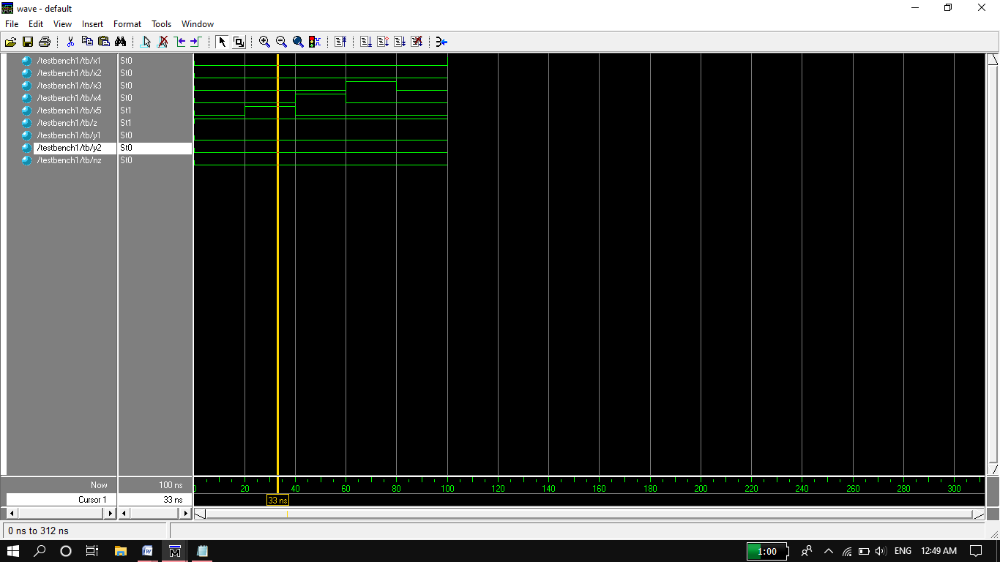 wave - default
File Edit View Insert Format Tools Window
/testbench1/tb/x1 St0
/testbench1/tb/x2 St0
/testbench1/tb/x3 St0
/testbench1/tb/x4 St0
/testbench1/tb/x5 St1
/testbench1/tb/z St1
/testbench1/tb/y1 St0
/testbench1/tb/y2 St0
/testbench1/tb/nz St0
Now 100 ns 20 40 60 80 100 120 140 160 180 200 220 240 260 280 300
Cursor 1 33 ns 33 ns
0 ns to 312 ns
1:00 ENG 12:49 AM